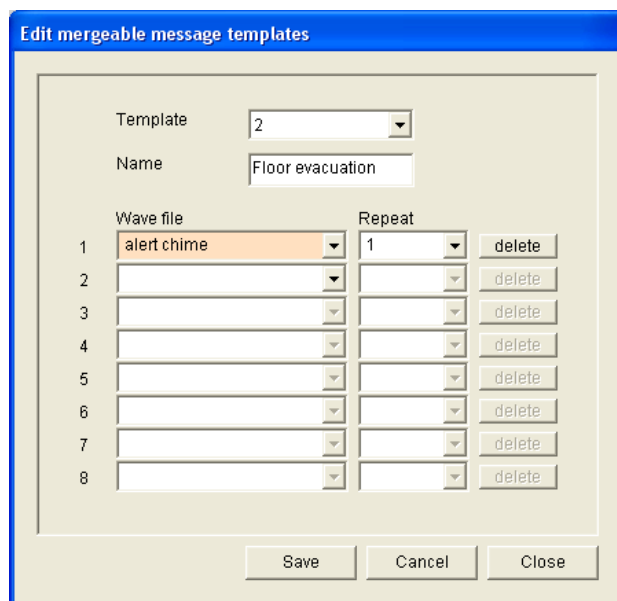 Edit mergeable message templates
Template 2
Name Floor evacuation
Wave file Repeat
1 alert chime 1 delete
2 delete
3 delete
4 delete
5 delete
6 delete
7 delete
8 delete
Save Cancel Close